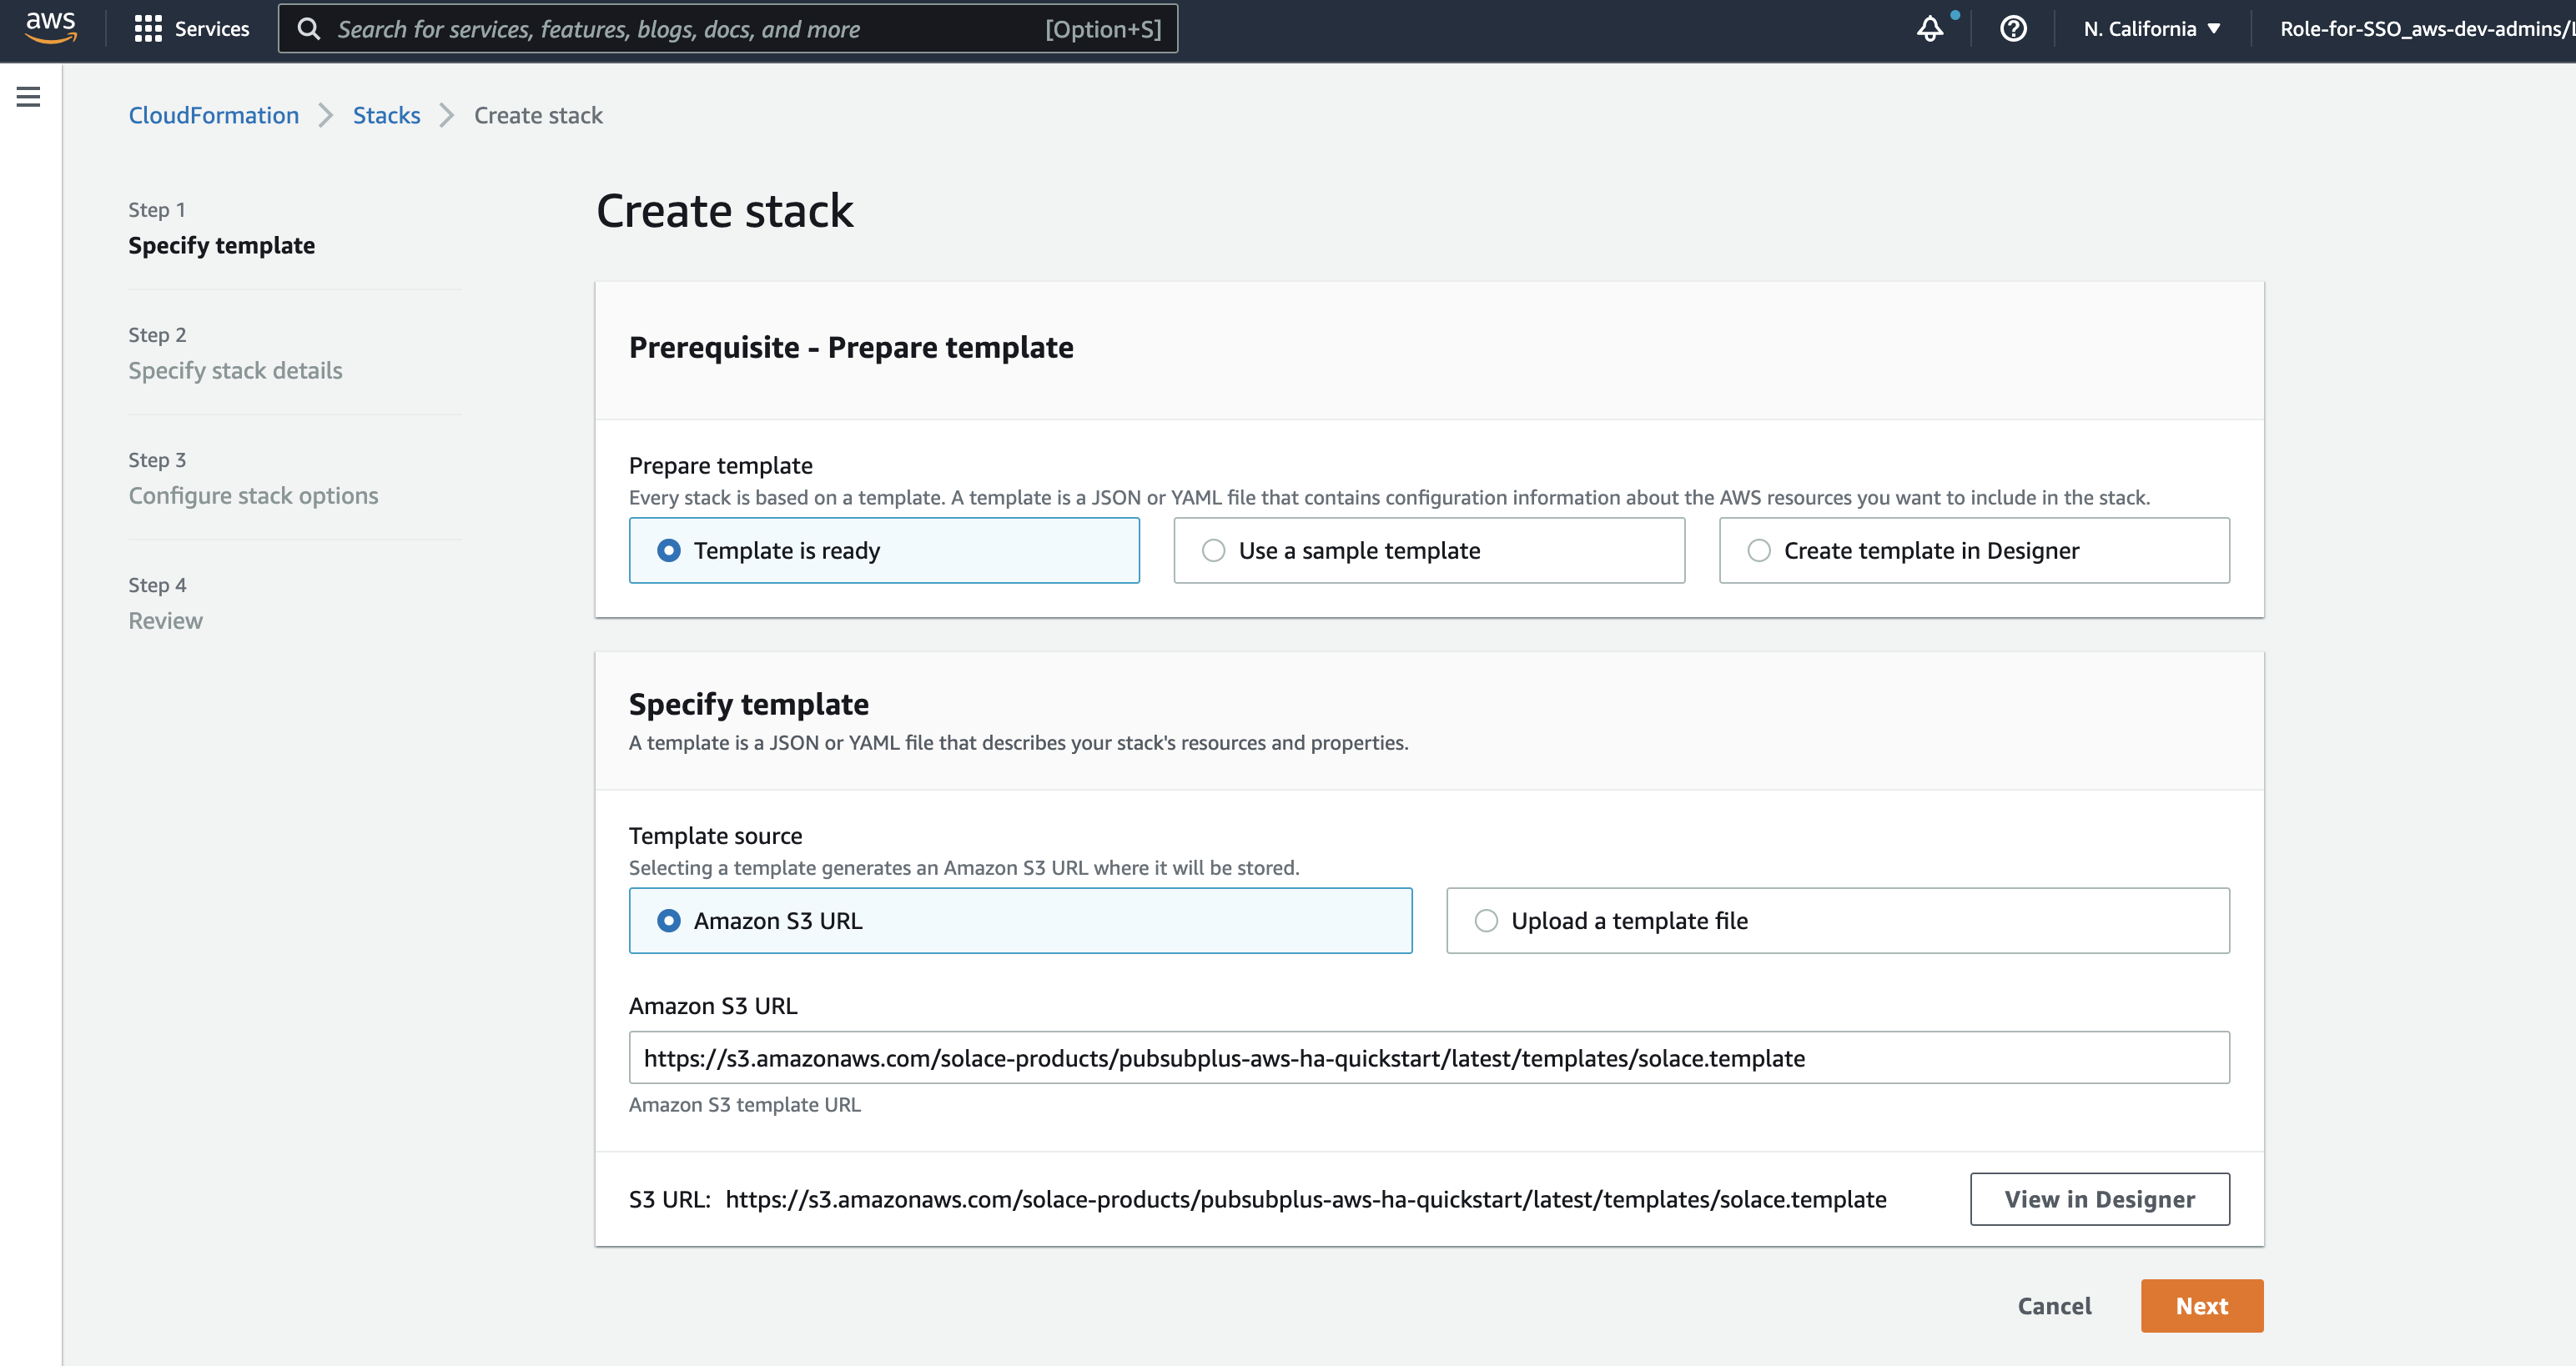 aws
Services
Search for services, features, blogs, docs, and more
[Option+S]
N. California
Role-for-SSO_aws-dev-admins/
CloudFormation
Stacks
Create stack
Step 1
Specify template
Step 2
Specify stack details
Step 3
Configure stack options
Step 4
Review
Create stack
Prerequisite - Prepare template
Prepare template
Every stack is based on a template. A template is a JSON or YAML file that contains configuration information about the AWS resources you want to include in the stack.
Template is ready
Use a sample template
Create template in Designer
Specify template
A template is a JSON or YAML file that describes your stack's resources and properties.
Template source
Selecting a template generates an Amazon S3 URL where it will be stored.
Amazon S3 URL
Upload a template file
Amazon S3 URL
https://s3.amazonaws.com/solace-products/pubsubplus-aws-ha-quickstart/latest/templates/solace.template
Amazon S3 template URL
S3 URL: https://s3.amazonaws.com/solace-products/pubsubplus-aws-ha-quickstart/latest/templates/solace.template
View in Designer
Cancel
Next